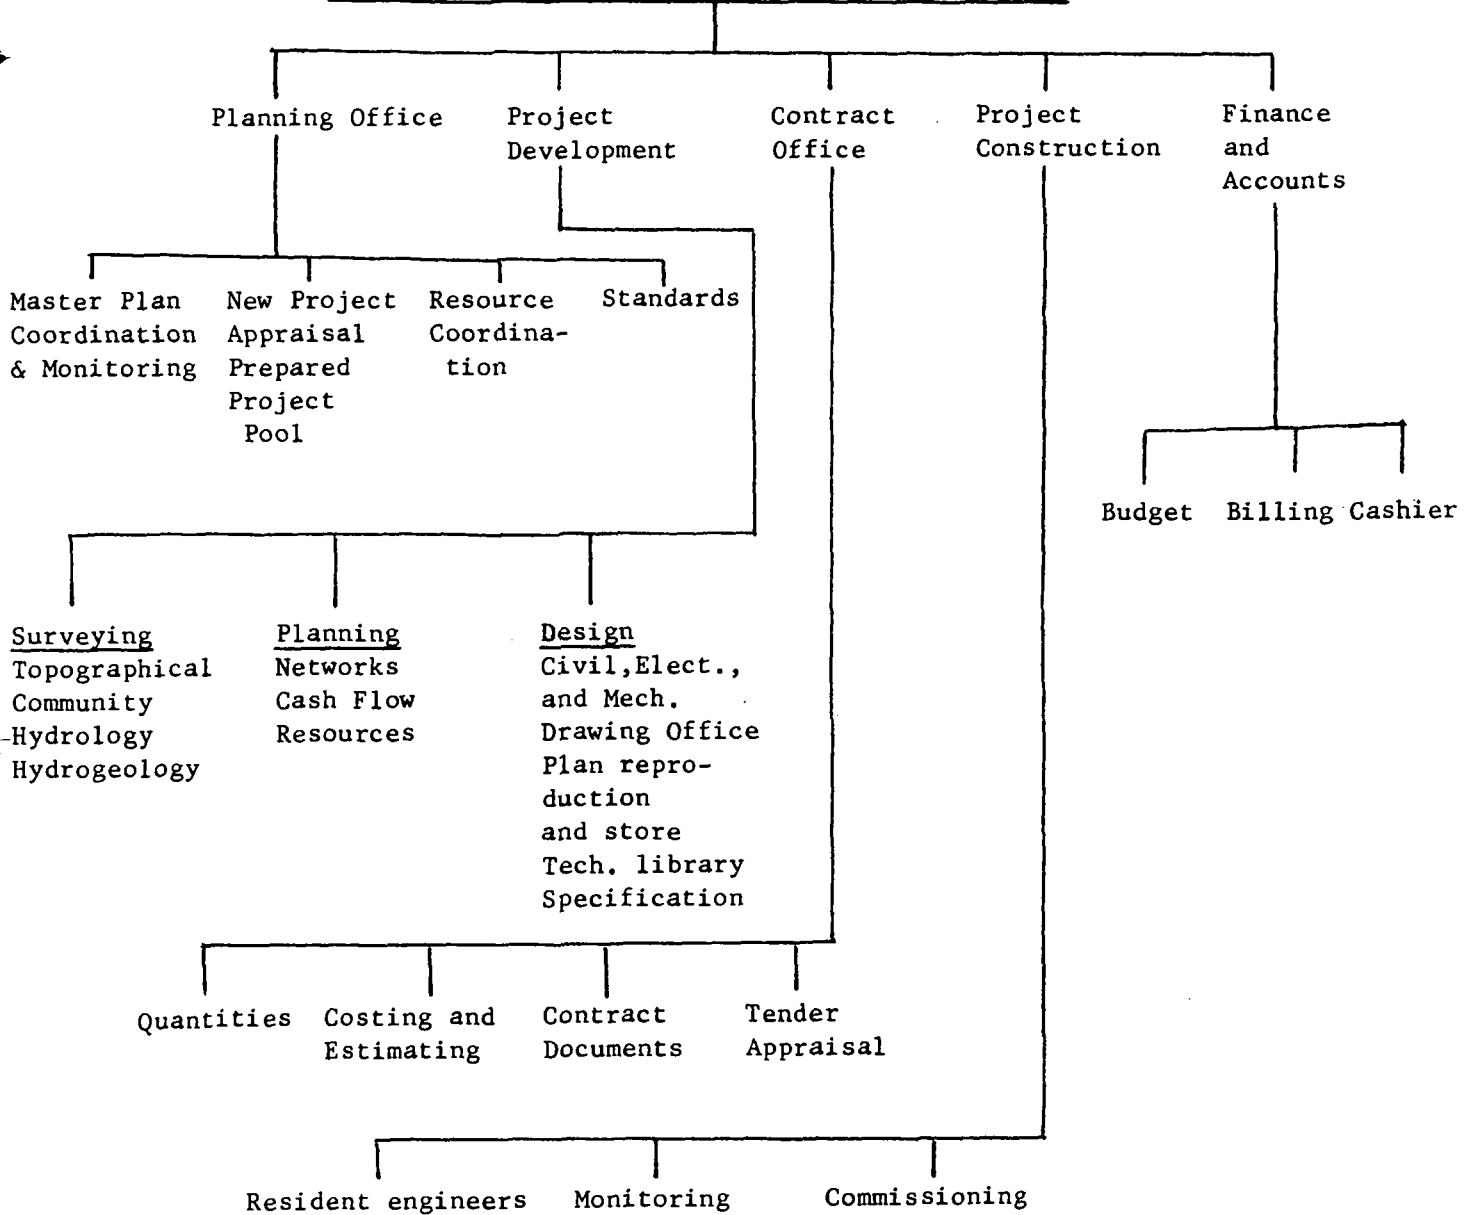 Planning Office
Project
Development
Contract
Office
Project
Construction
Finance
and
Accounts
Master Plan
Coordination
& Monitoring
New Project
Appraisal
Prepared
Project
Pool
Resource
Coordina-
tion
Standards
Budget
Billing
Cashier
Surveying
Topographical
Community
Hydrology
Hydrogeology
Planning
Networks
Cash Flow
Resources
Design
Civil,Elect.,
and Mech.
Drawing Office
Plan repro-
duction
and store
Tech. library
Specification
Quantities
Costing and
Estimating
Contract
Documents
Tender
Appraisal
Resident engineers
Monitoring
Commissioning